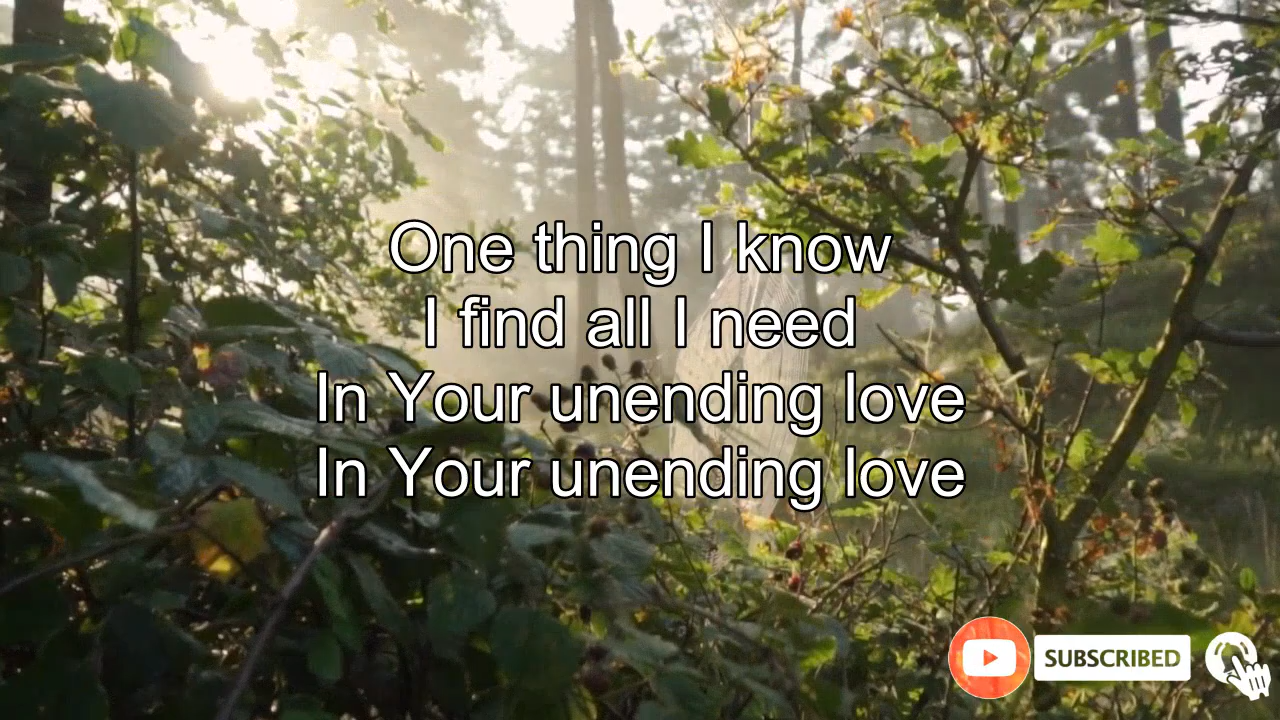 One thing I know
I find all I need
In Your unending love
In Your unending love
SUBSCRIBED